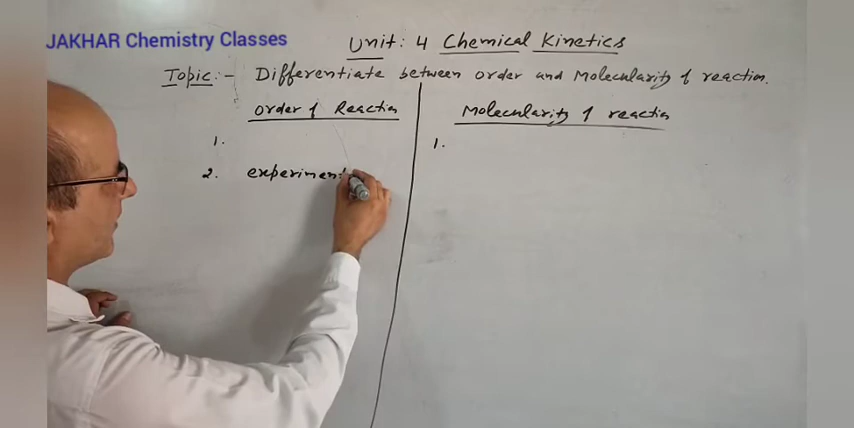 JAKHAR Chemistry Classes
Unit: 4 Chemical Kinetics
Topic:- Differentiate between order and Molecularity of reaction.
Order of Reaction
Molecularity of reaction
1.
1.
2. experiment